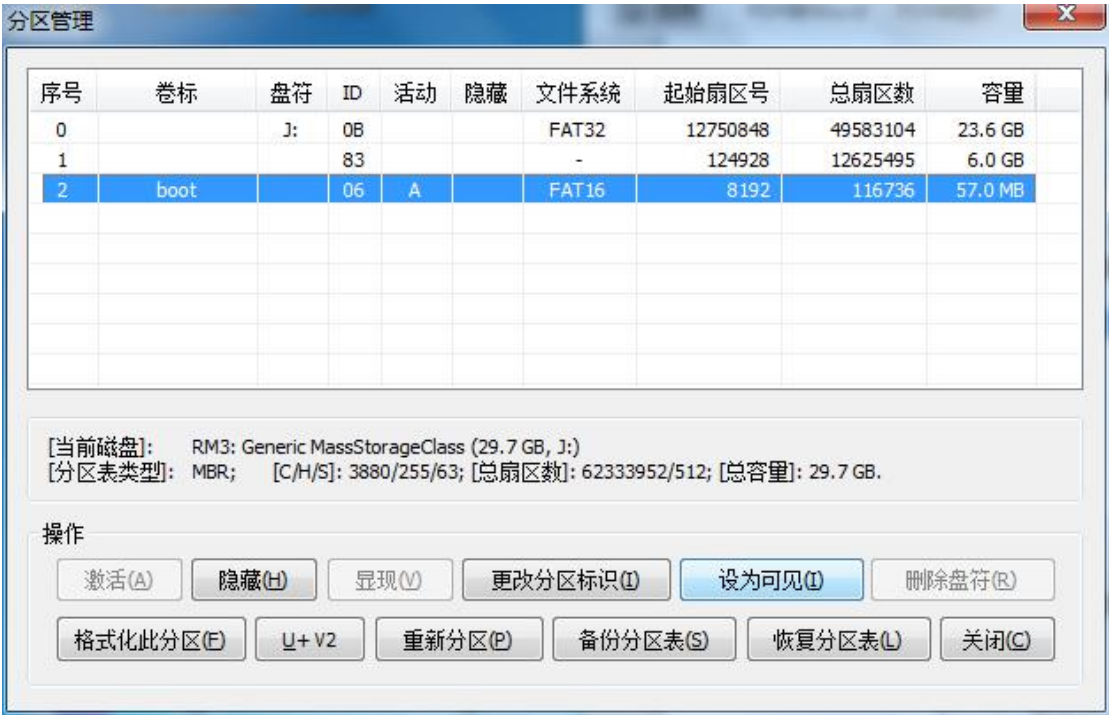 分区管理
序号 卷标 盘符 ID 活动 隐藏 文件系统 起始扇区号 总扇区数 容量
0 J: 0B FAT32 12750848 49583104 23.6 GB
1 83 - 124928 12625495 6.0 GB
2 boot 06 A FAT16 8192 116736 57.0 MB
[当前磁盘]: RM3: Generic MassStorageClass (29.7 GB, J:)
[分区表类型]: MBR; [C/H/S]: 3880/255/63; [总扇区数]: 62333952/512; [总容量]: 29.7 GB.
操作
激活(A) 隐藏(H) 显现(V) 更改分区标识(I) 设为可见(I) 删除盘符(R)
格式化此分区(F) U+ V2 重新分区(P) 备份分区表(S) 恢复分区表(L) 关闭(C)